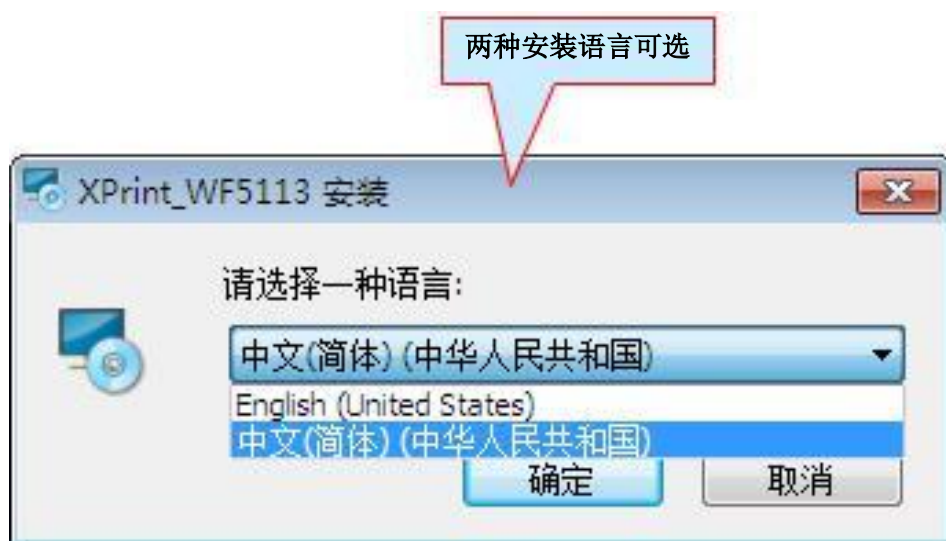 两种安装语言可选
XPrint_WF5113 安装
请选择一种语言:
中文(简体) (中华人民共和国)
English (United States)
中文(简体) (中华人民共和国)
确定
取消